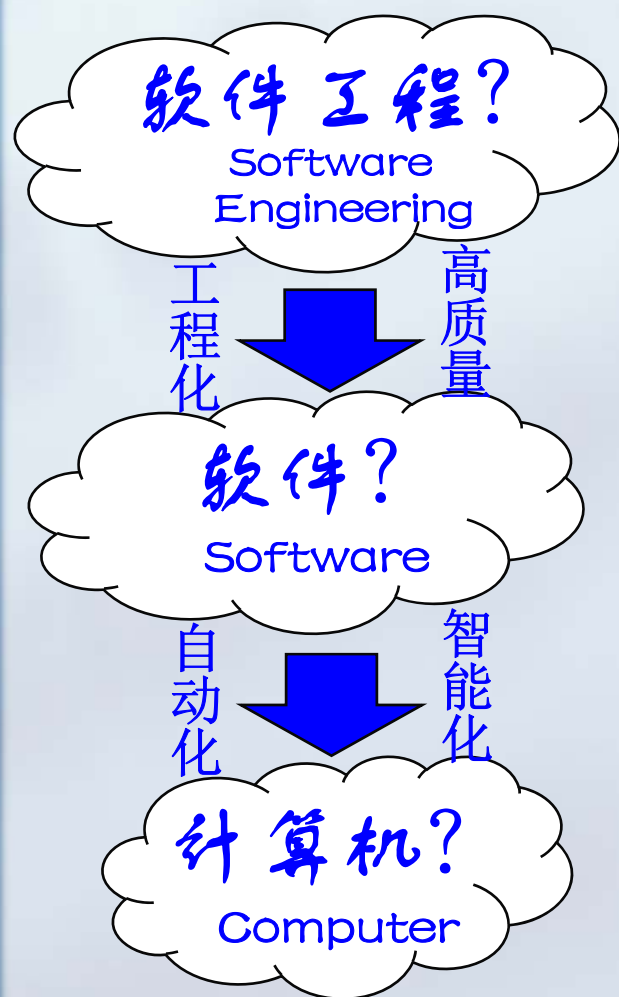 软件工程?
Software
Engineering
工程化
高质量
软件?
Software
自动化
智能化
计算机?
Computer